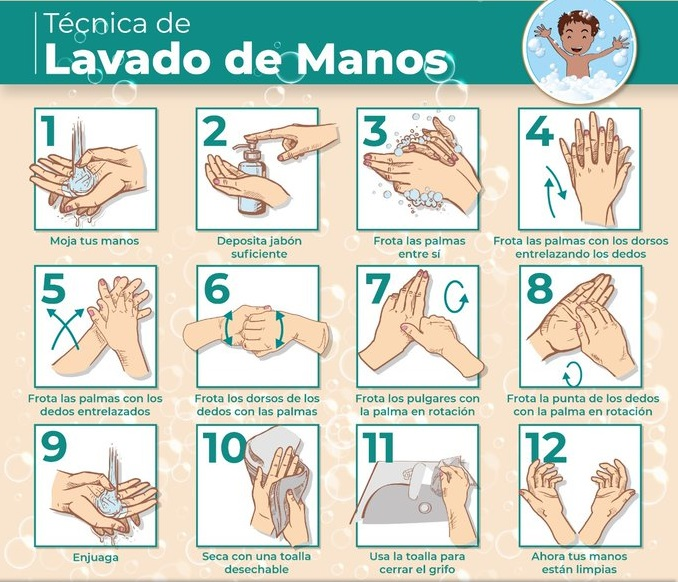 Técnica de
Lavado de Manos
1
Moja tus manos
2
Deposita jabón
suficiente
3
Frota las palmas
entre sí
4
Frota las palmas con los dorsos
entrelazando los dedos
5
Frota las palmas con los
dedos entrelazados
6
Frota los dorsos de los
dedos con las palmas
7
Frota los pulgares con
la palma en rotación
8
Frota la punta de los dedos
con la palma en rotación
9
Enjuaga
10
Seca con una toalla
desechable
11
Usa la toalla para
cerrar el grifo
12
Ahora tus manos
están limpias